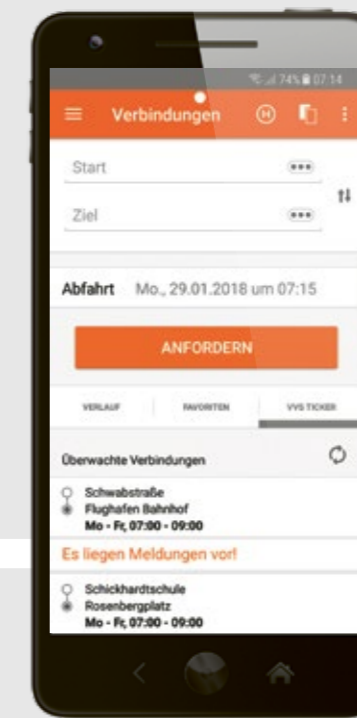 74% 07:14
Verbindungen H
Start
Ziel
Abfahrt Mo., 29.01.2018 um 07:15
ANFORDERN
VERLAUF FAVORITEN VVS TICKER
Überwachte Verbindungen
Schwabstraße
Flughafen Bahnhof
Mo - Fr, 07:00 - 09:00
Es liegen Meldungen vor!
Schickhardtschule
Rosenbergplatz
Mo - Fr, 07:00 - 09:00